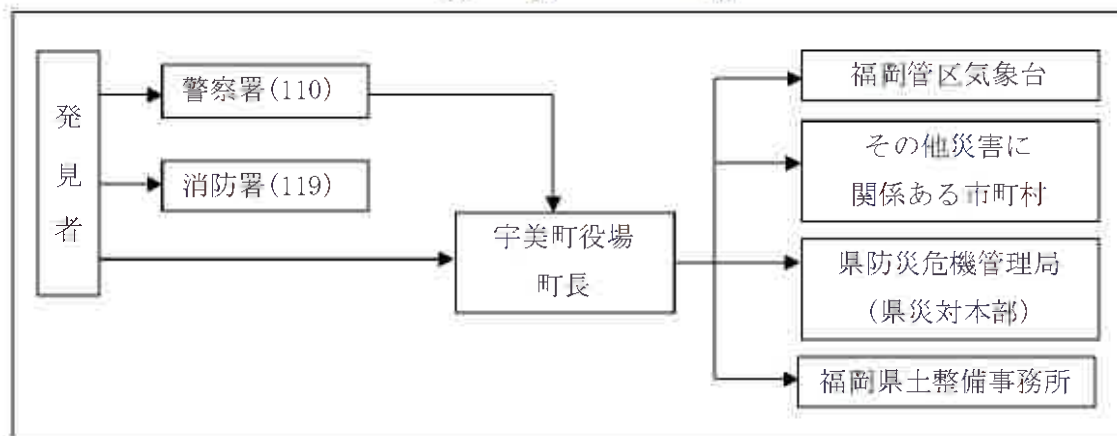 発見者
警察署(110)
消防署(119)
宇美町役場
町長
福岡管区気象台
その他災害に
関係ある市町村
県防災危機管理局
(県災対本部)
福岡県土整備事務所